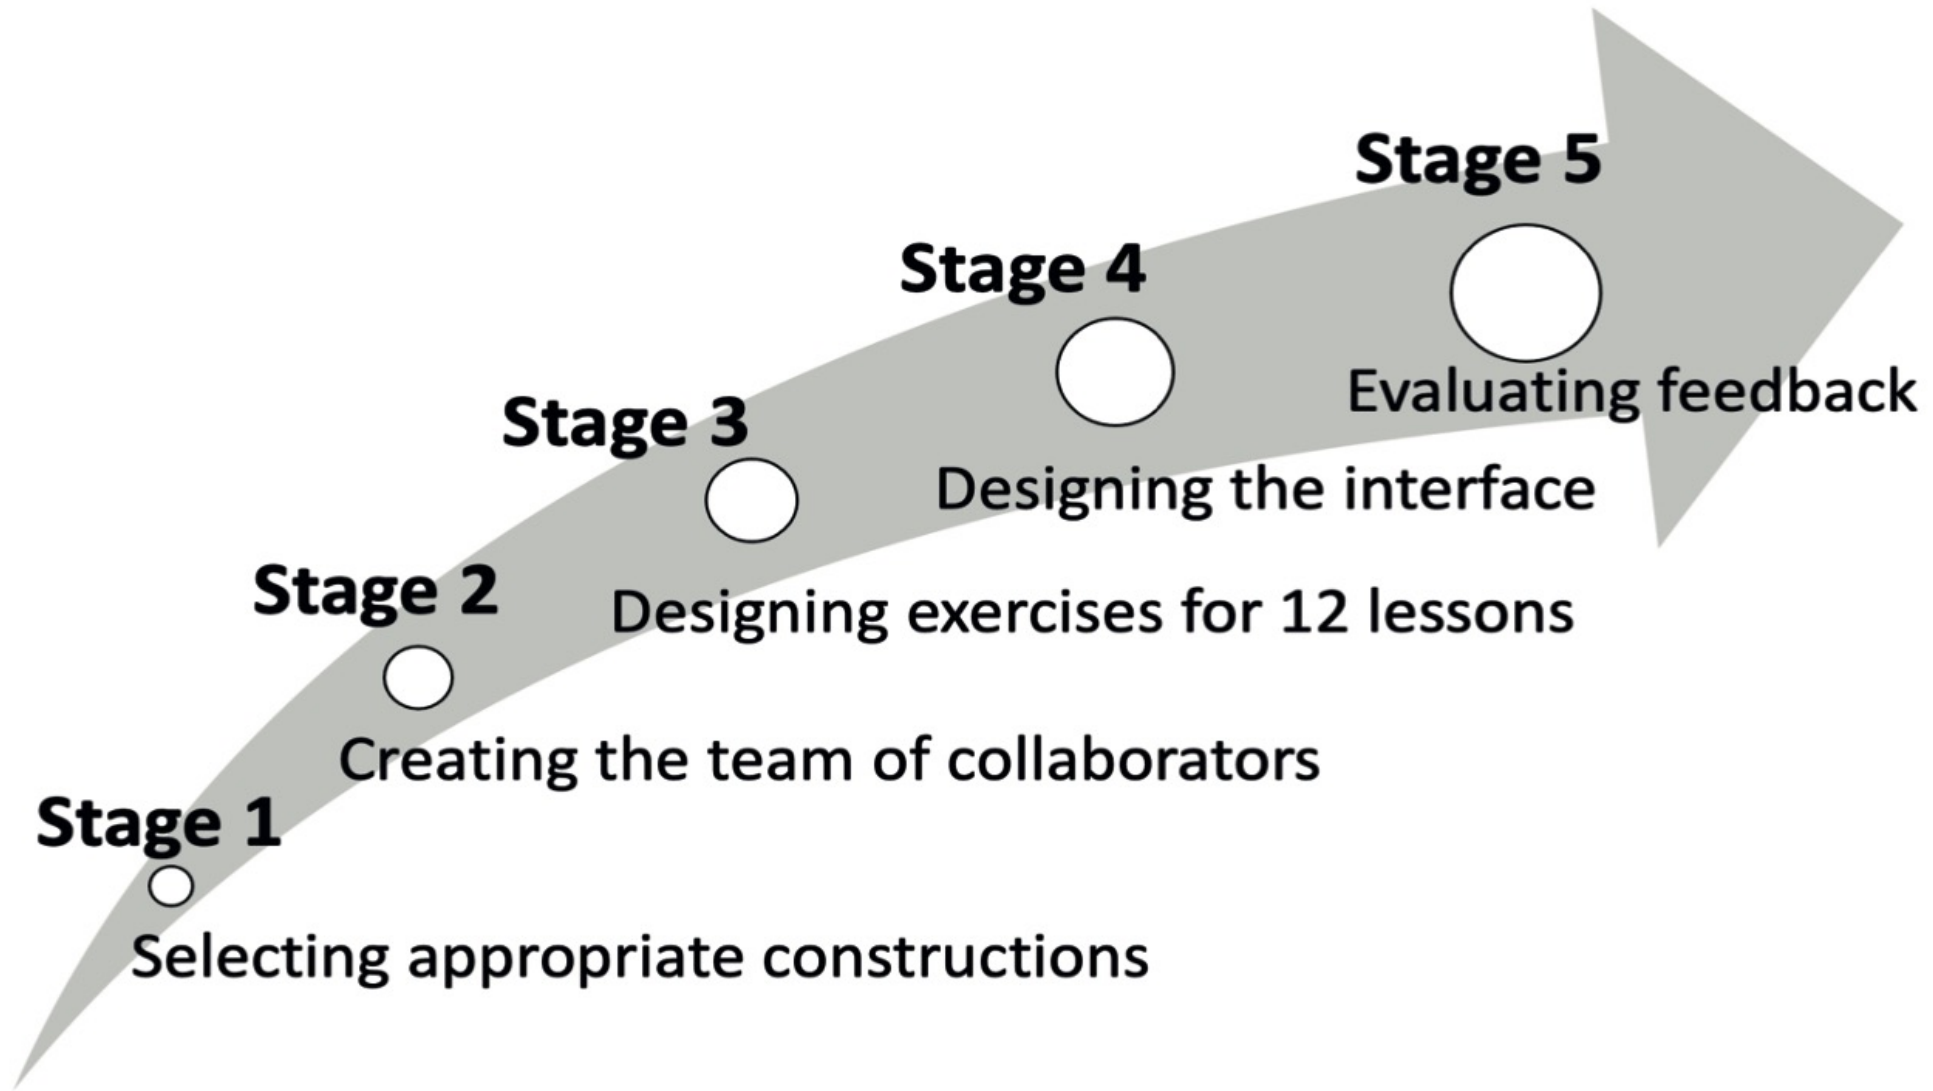 Stage 1
Selecting appropriate constructions
Stage 2
Creating the team of collaborators
Stage 3
Designing exercises for 12 lessons
Stage 4
Designing the interface
Stage 5
Evaluating feedback